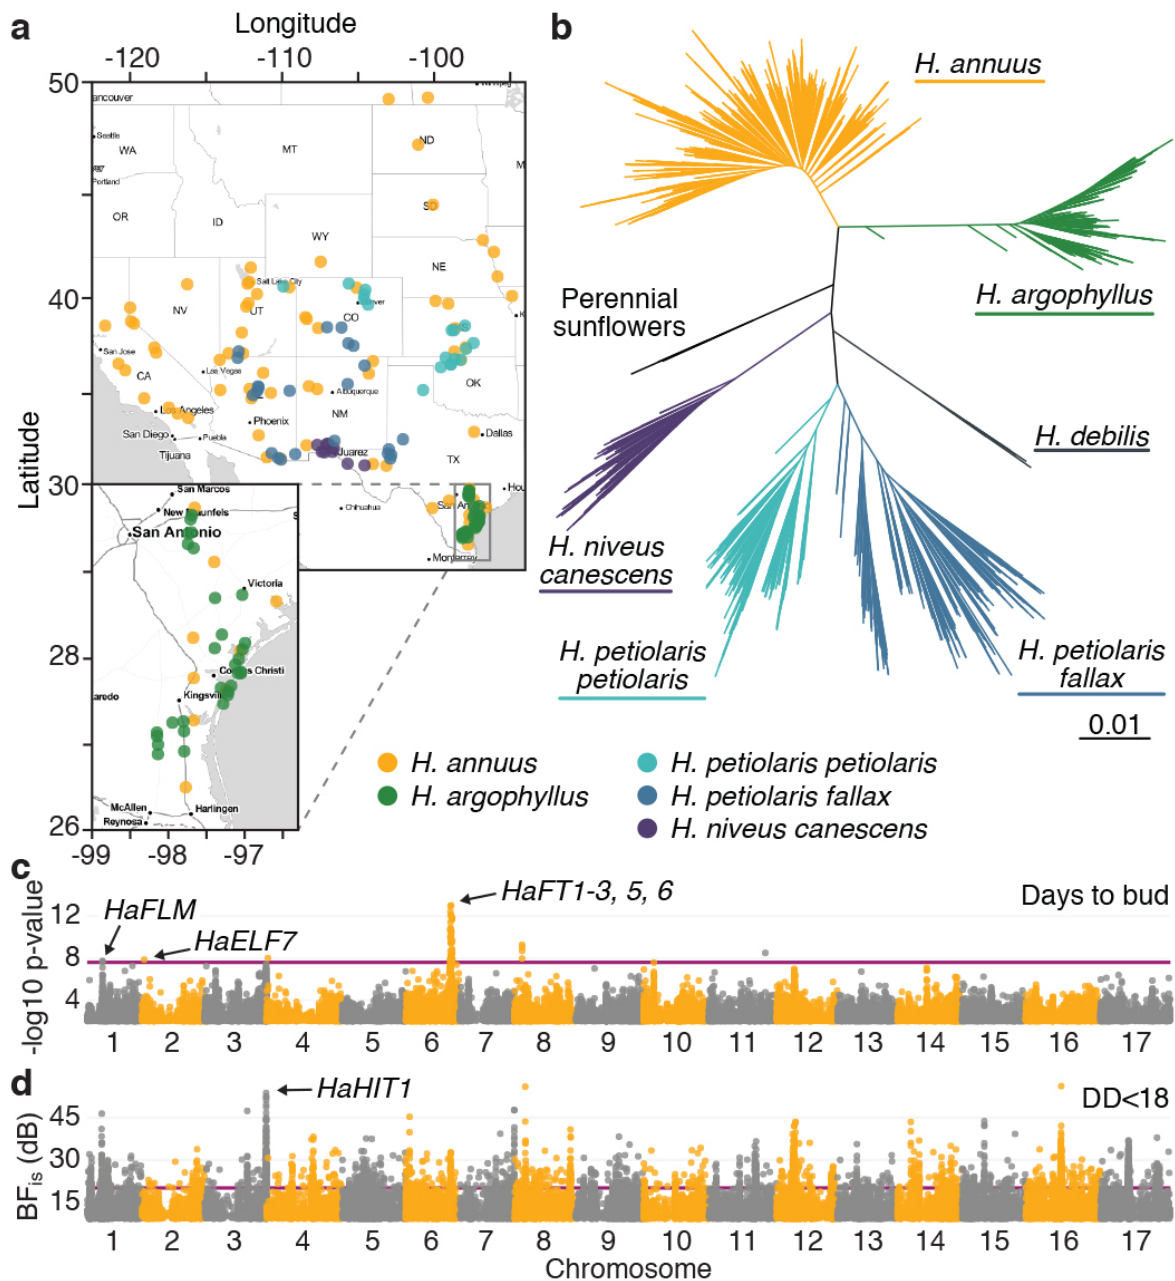 a
Longitude
-120 -110 -100
50
40
30
28
26
Latitude
ancouver
Seattle
WA
Portland
OR
ID
MT
ND
SD
WY
NE
NV
UT
CO
CA
OK
NM
TX
San Jose
Las Vegas
Los Angeles
San Diego
Tijuana
Puebla
Phoenix
Albuquerque
Juarez
Dallas
Chihuahua
Monterrey
Salt Lake City
San Marcos
San Antonio
Victoria
Kingsvil
McAllen
Harlingen
Reynosa
aredo
-99 -98 -97
H. annuus
H. argophyllus
H. petiolaris petiolaris
H. petiolaris fallax
H. niveus canescens
b
H. annuus
H. argophyllus
Perennial
sunflowers
H. debilis
H. niveus
canescens
H. petiolaris
petiolaris
H. petiolaris
fallax
0.01
c
-log10 p-value
12
8
4
HaFLM
HaELF7
HaFT1-3, 5, 6
Days to bud
1 2 3 4 5 6 7 8 9 10 11 12 13 14 15 16 17
d
BFis (dB)
45
30
15
HaHIT1
DD<18
1 2 3 4 5 6 7 8 9 10 11 12 13 14 15 16 17
Chromosome